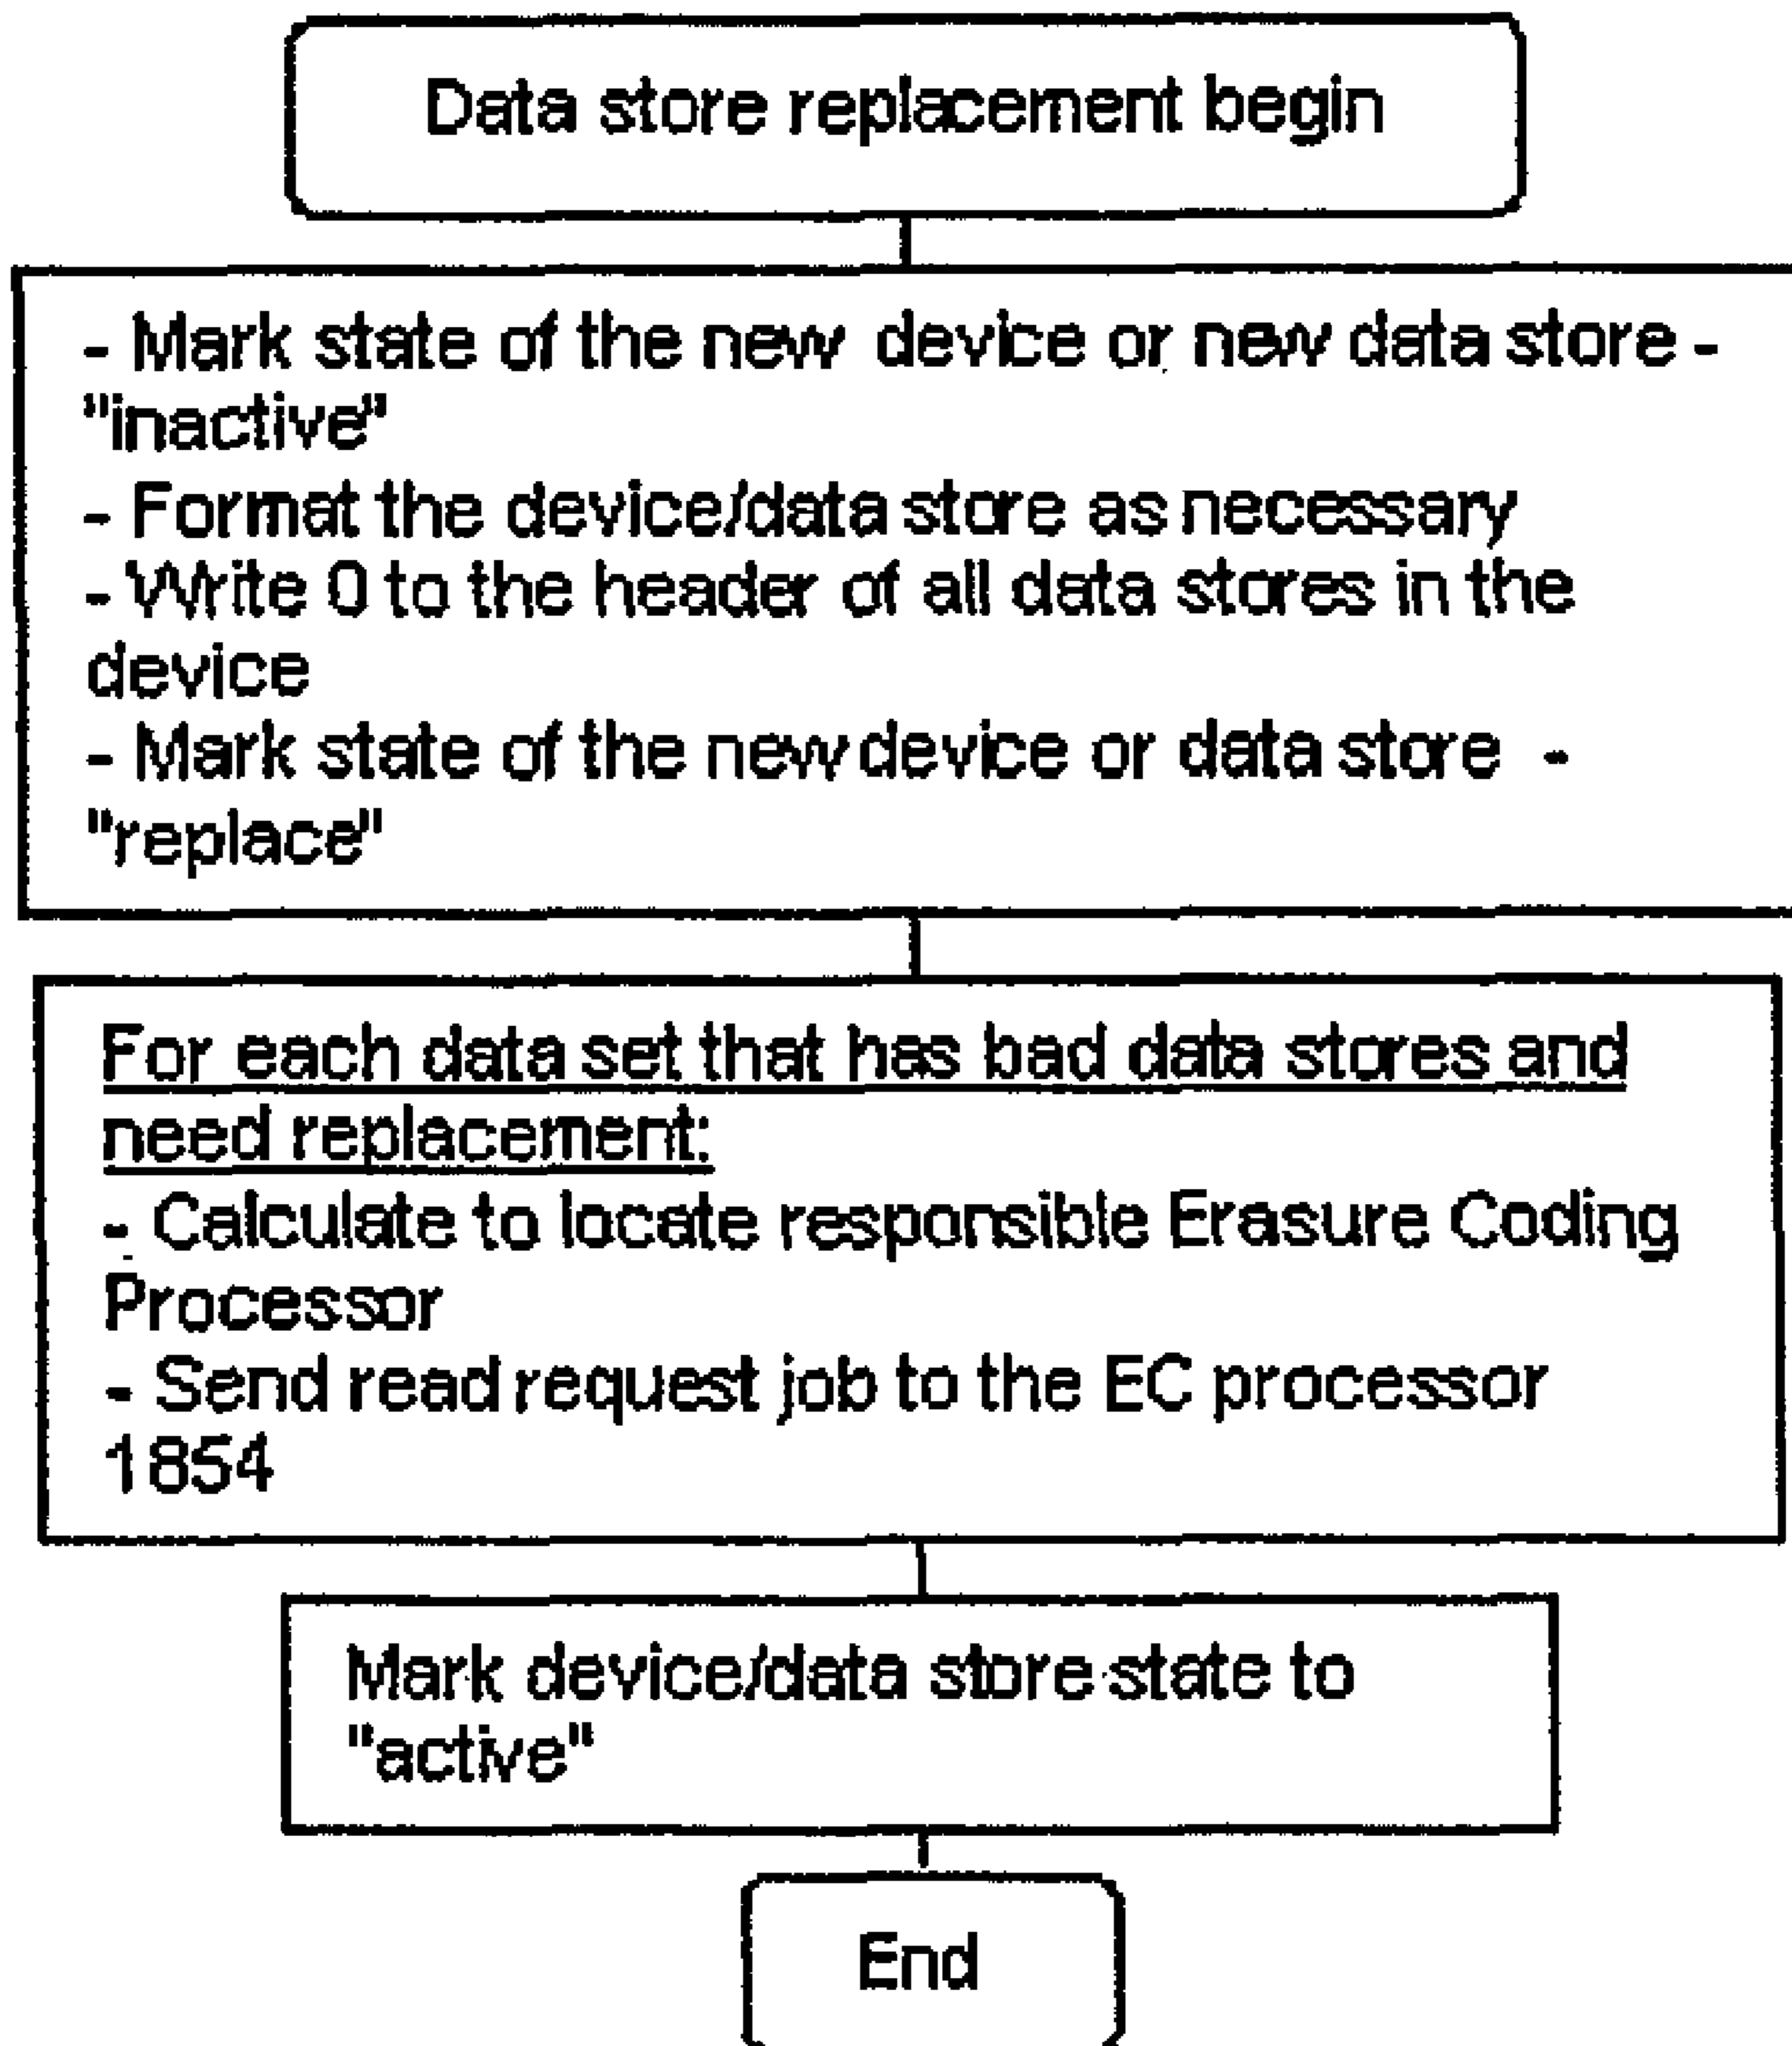 Data store replacement begin
- Mark state of the new device or new data store -
"inactive"
- Format the device/data store as necessary
- Write 0 to the header of all data stores in the
device
- Mark state of the new device or data store -
"replace"
For each data set that has bad data stores and
need replacement:
- Calculate to locate responsible Erasure Coding
Processor
- Send read request job to the EC processor
1854
Mark device/data store state to
"active"
End